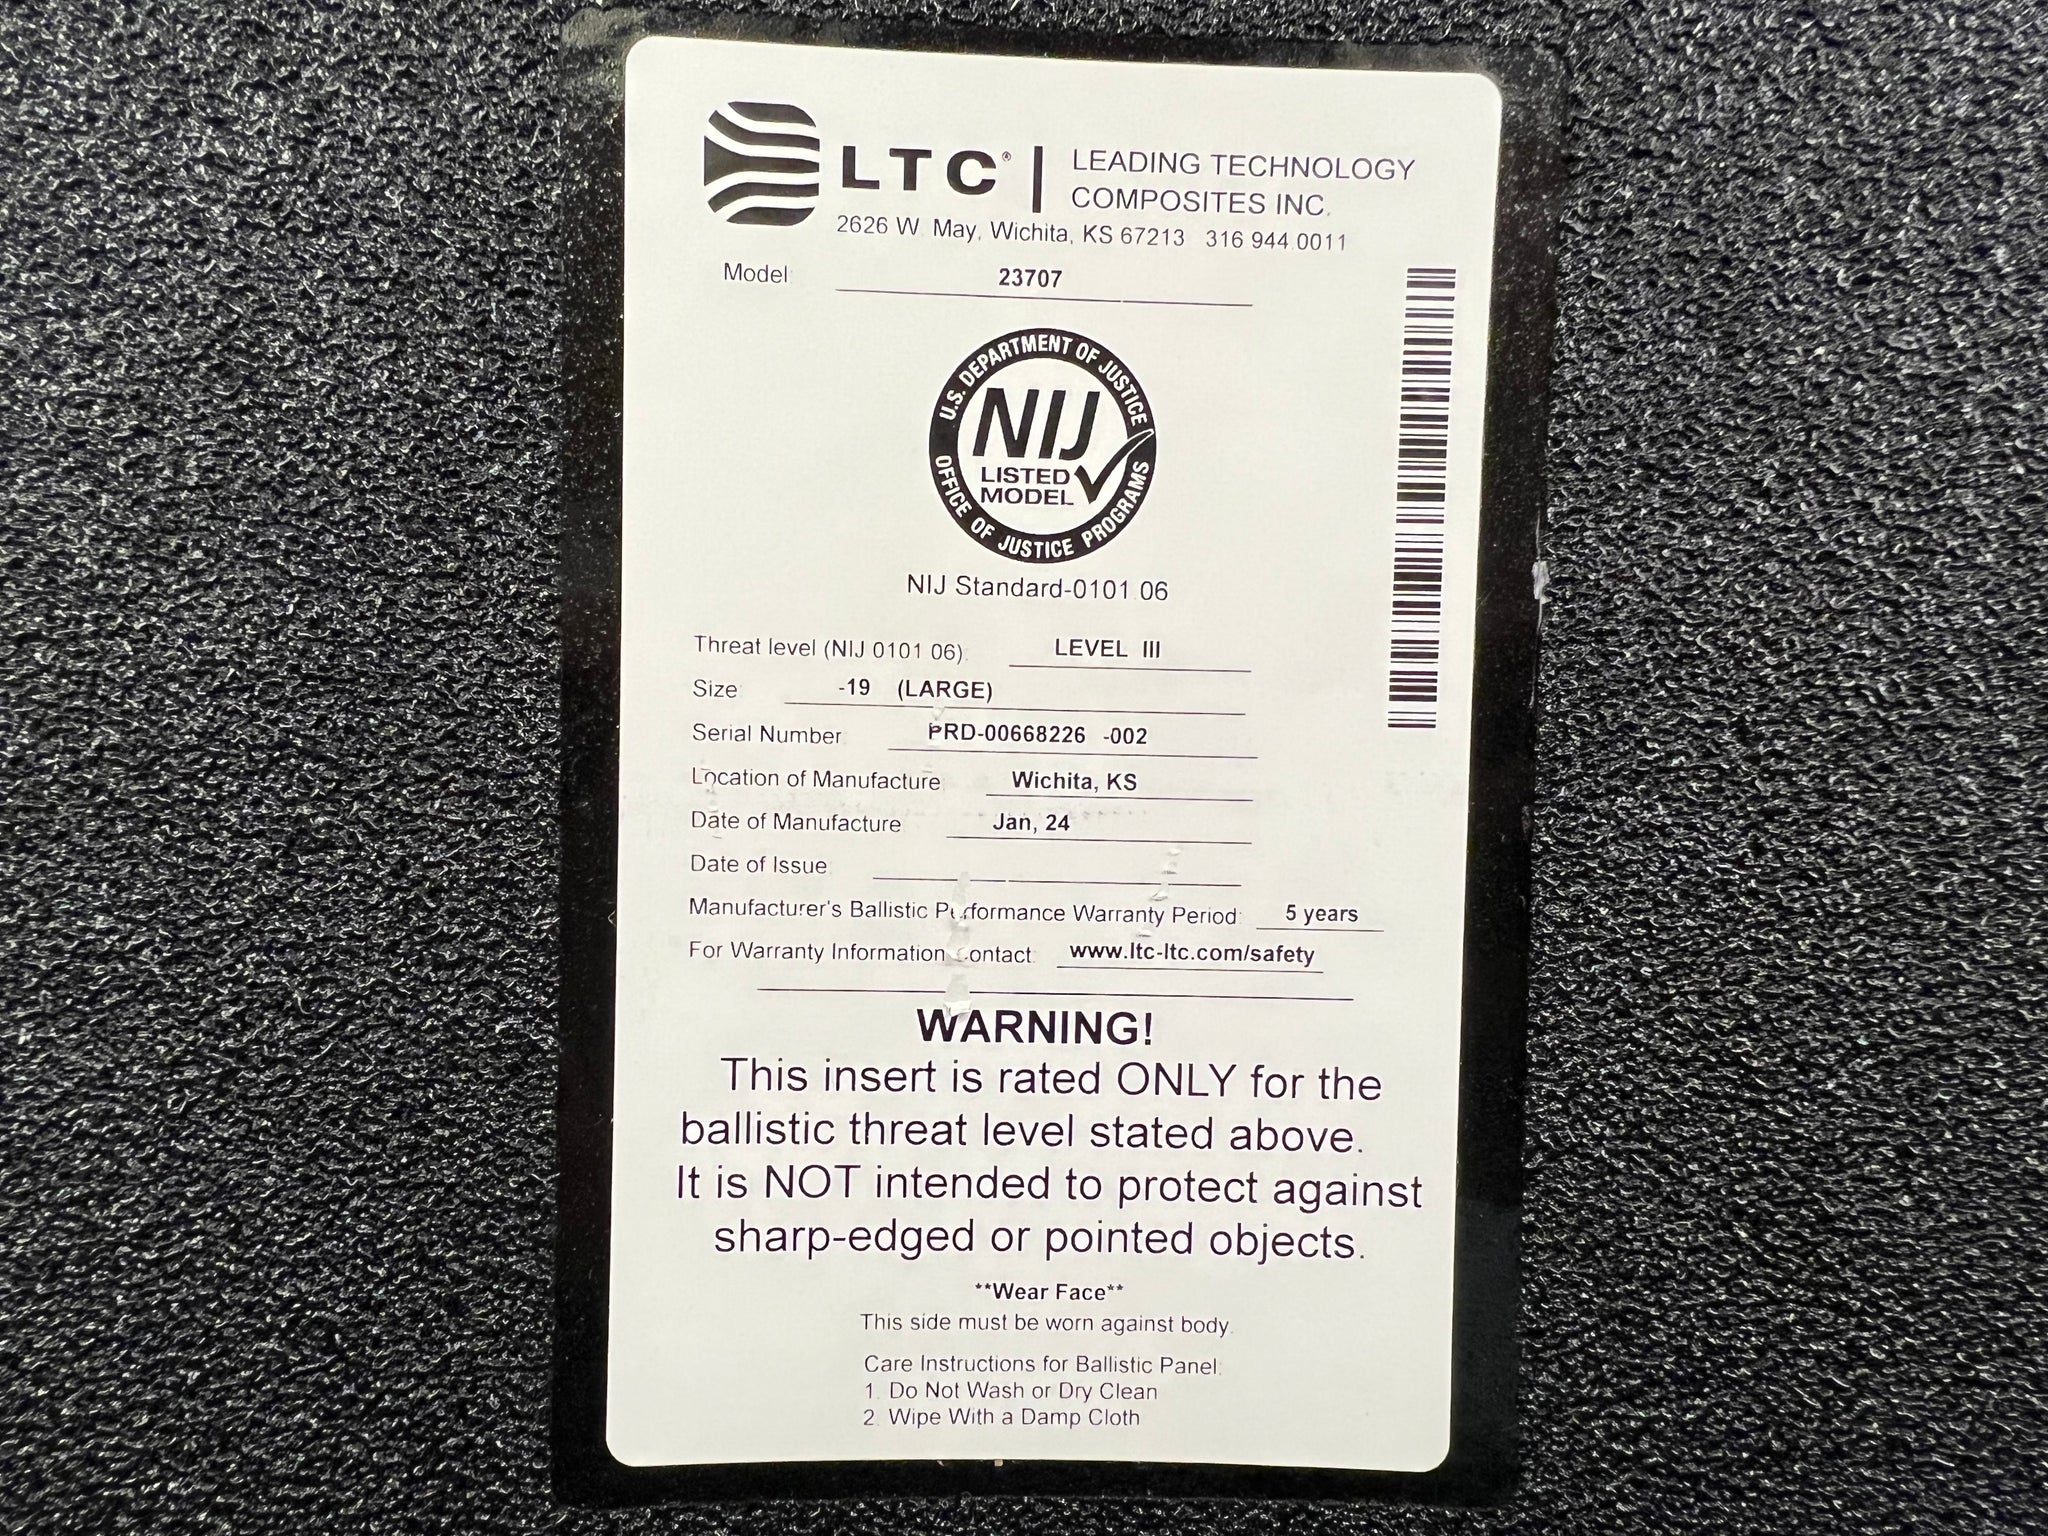 LTC® | LEADING TECHNOLOGY
COMPOSITES INC.
2626 W. May, Wichita, KS 67213 316 944.0011
Model: 23707
U.S. DEPARTMENT OF JUSTICE
NIJ
LISTED
MODEL
OFFICE OF JUSTICE PROGRAMS
NIJ Standard-0101.06
Threat level (NIJ 0101.06): LEVEL III
Size: -19 (LARGE)
Serial Number: PRD-00668226 -002
Location of Manufacture: Wichita, KS
Date of Manufacture: Jan, 24
Date of Issue:
Manufacturer's Ballistic Performance Warranty Period: 5 years
For Warranty Information Contact: www.ltc-ltc.com/safety
WARNING!
This insert is rated ONLY for the
ballistic threat level stated above.
It is NOT intended to protect against
sharp-edged or pointed objects.
**Wear Face**
This side must be worn against body.
Care Instructions for Ballistic Panel:
1. Do Not Wash or Dry Clean
2. Wipe With a Damp Cloth